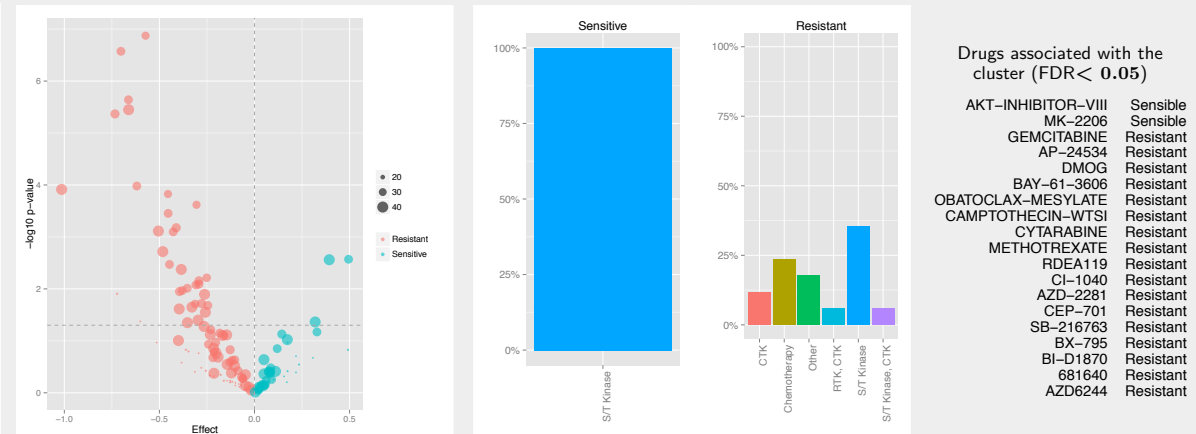 6
4
2
0
-log10 p-value
-1.0
-0.5
0.0
0.5
Effect
20
30
40
Resistant
Sensitive
Sensitive
100%
75%
50%
25%
0%
S/T Kinase
Resistant
100%
75%
50%
25%
0%
CTK
Chemotherapy
Other
RTK, CTK
S/T Kinase
S/T Kinase, CTK
Drugs associated with the
cluster (FDR< 0.05)
AKT-INHIBITOR-VIII Sensible
MK-2206 Sensible
GEMCITABINE Resistant
AP-24534 Resistant
DMOG Resistant
BAY-61-3606 Resistant
OBATOCLAX-MESYLATE Resistant
CAMPTOTHECIN-WTSI Resistant
CYTARABINE Resistant
METHOTREXATE Resistant
RDEA119 Resistant
CI-1040 Resistant
AZD-2281 Resistant
CEP-701 Resistant
SB-216763 Resistant
BX-795 Resistant
BI-D1870 Resistant
681640 Resistant
AZD6244 Resistant